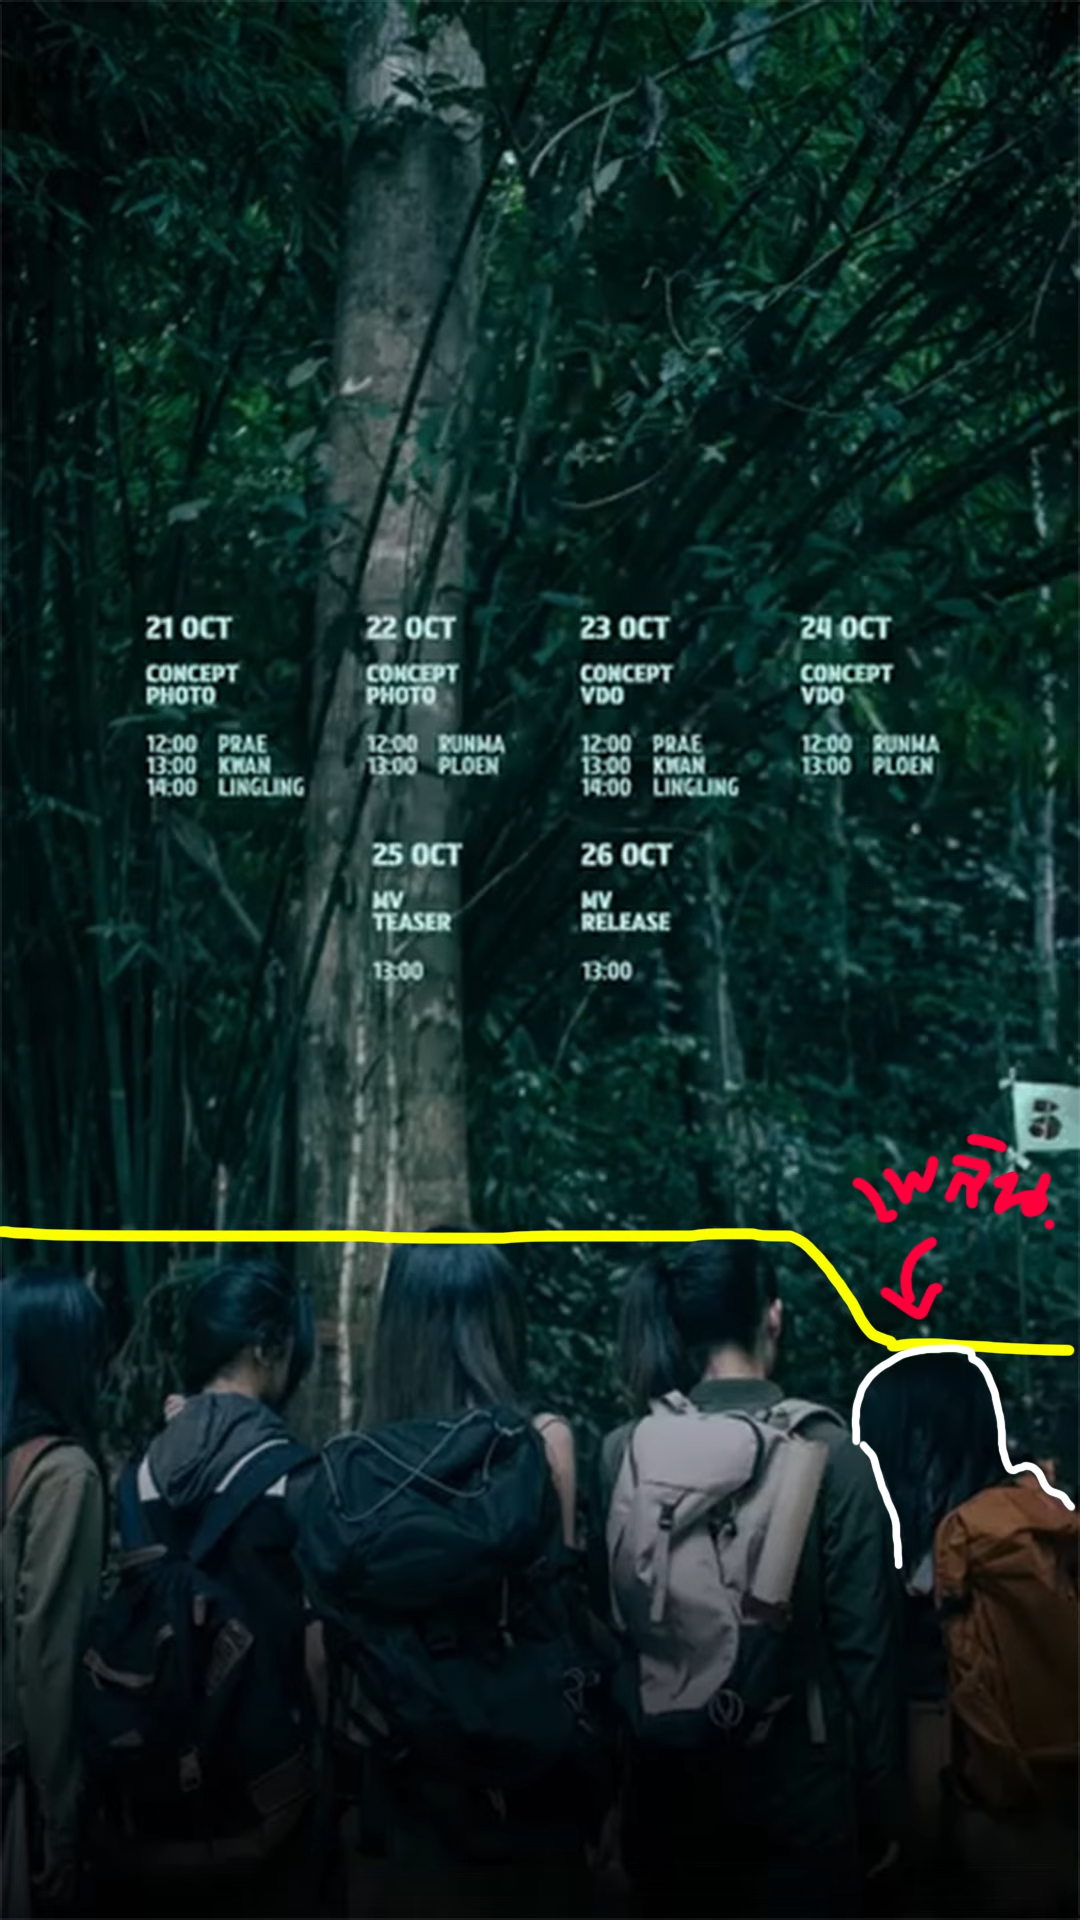 21 OCT
CONCEPT
PHOTO
12:00 PRAE
13:00 KWAN
14:00 LINGLING
22 OCT
CONCEPT
PHOTO
12:00 RUNMA
13:00 PLOEN
23 OCT
CONCEPT
VDO
12:00 PRAE
13:00 KWAN
14:00 LINGLING
24 OCT
CONCEPT
VDO
12:00 RUNMA
13:00 PLOEN
25 OCT
MV
TEASER
13:00
26 OCT
MV
RELEASE
13:00
เพลิน.